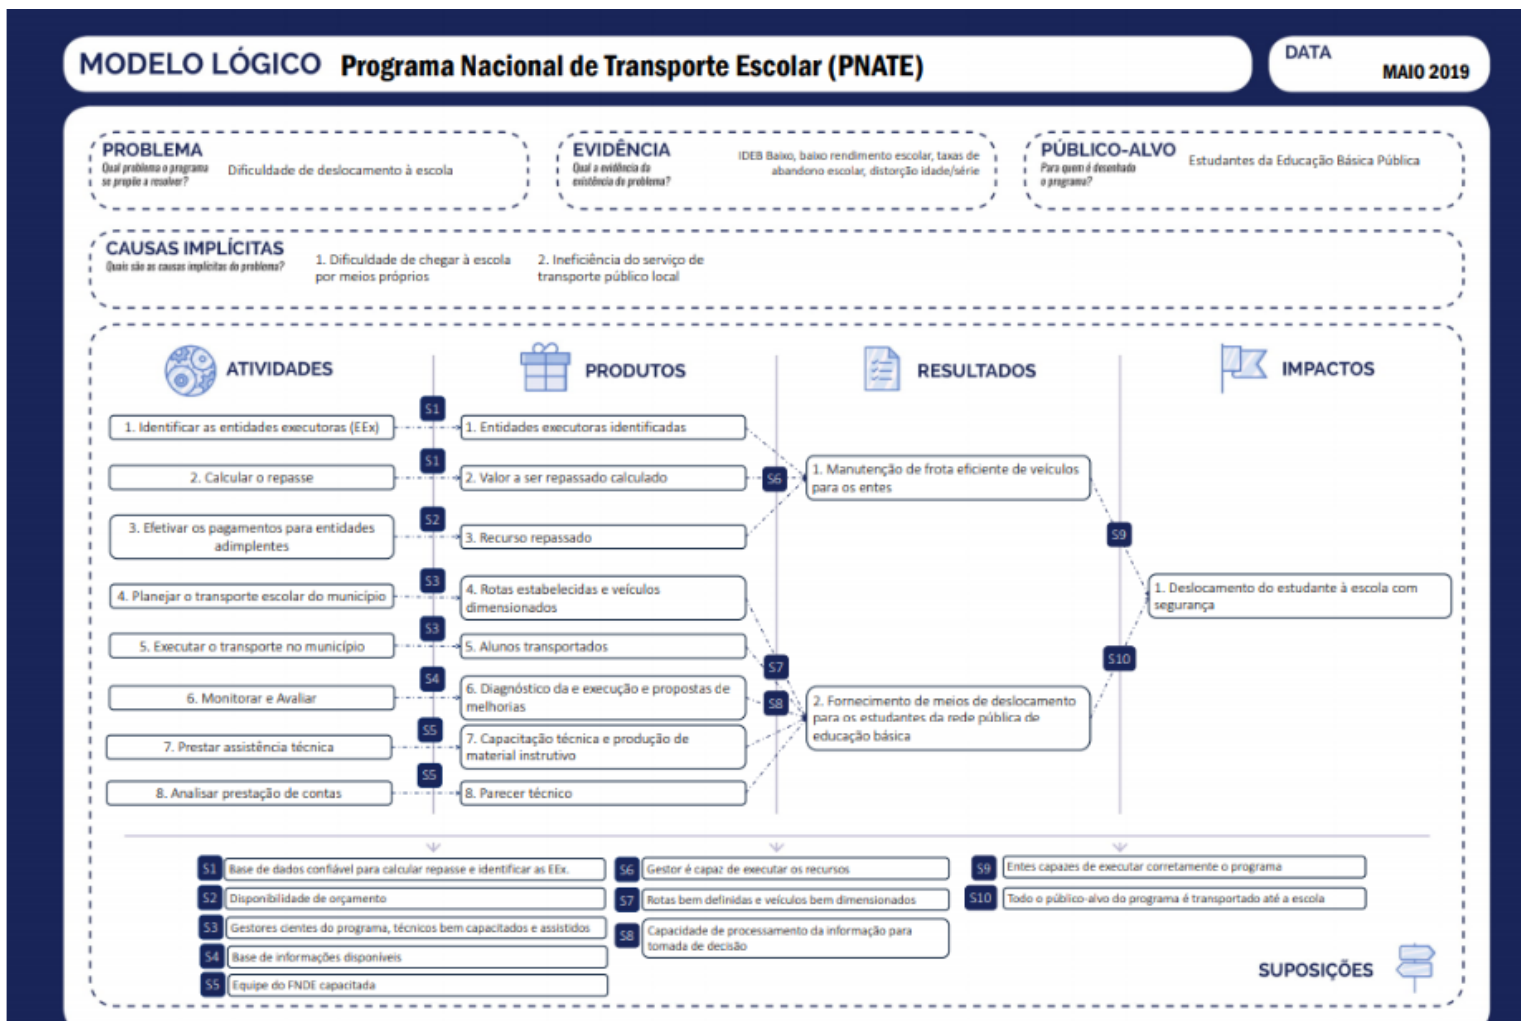 MODELO LÓGICO Programa Nacional de Transporte Escolar (PNATE)
DATA
MAIO 2019
PROBLEMA
Qual problema o programa
se propõe a resolver?
Dificuldade de deslocamento à escola
EVIDÊNCIA
Qual a evidência da
existência do problema?
IDEB Baixo, baixo rendimento escolar, taxas de
abandono escolar, distorção idade/série
PÚBLICO-ALVO
Para quem é desenhado
o programa?
Estudantes da Educação Básica Pública
CAUSAS IMPLÍCITAS
Quais são as causas implícitas do problema?
1. Dificuldade de chegar à escola
por meios próprios
2. Ineficiência do serviço de
transporte público local
ATIVIDADES
PRODUTOS
RESULTADOS
IMPACTOS
1. Identificar as entidades executoras (EEx)
S1
1. Entidades executoras identificadas
2. Calcular o repasse
S1
2. Valor a ser repassado calculado
3. Efetivar os pagamentos para entidades
adimplentes
S2
3. Recurso repassado
4. Planejar o transporte escolar do município
S3
4. Rotas estabelecidas e veículos
dimensionados
5. Executar o transporte no município
S3
5. Alunos transportados
6. Monitorar e Avaliar
S4
6. Diagnóstico da e execução e propostas de
melhorias
7. Prestar assistência técnica
S5
7. Capacitação técnica e produção de
material instrutivo
8. Analisar prestação de contas
S5
8. Parecer técnico
S6
S7
S8
1. Manutenção de frota eficiente de veículos
para os entes
2. Fornecimento de meios de deslocamento
para os estudantes da rede pública de
educação básica
S9
S10
1. Deslocamento do estudante à escola com
segurança
S1 Base de dados confiável para calcular repasse e identificar as EEx.
S2 Disponibilidade de orçamento
S3 Gestores cientes do programa, técnicos bem capacitados e assistidos
S4 Base de informações disponíveis
S5 Equipe do FNDE capacitada
S6 Gestor é capaz de executar os recursos
S7 Rotas bem definidas e veículos bem dimensionados
S8 Capacidade de processamento da informação para
tomada de decisão
S9 Entes capazes de executar corretamente o programa
S10 Todo o público-alvo do programa é transportado até a escola
SUPOSIÇÕES